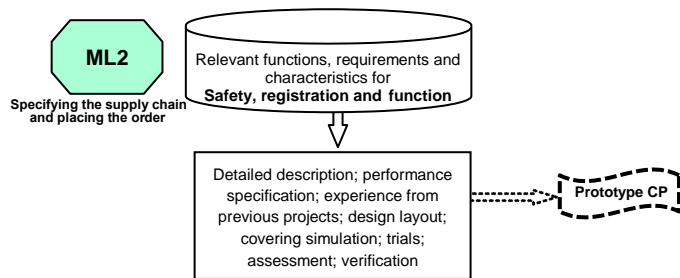 ML2
Specifying the supply chain
and placing the order
Relevant functions, requirements and
characteristics for
Safety, registration and function
Detailed description; performance
specification; experience from
previous projects; design layout;
covering simulation; trials;
assessment; verification
Prototype CP